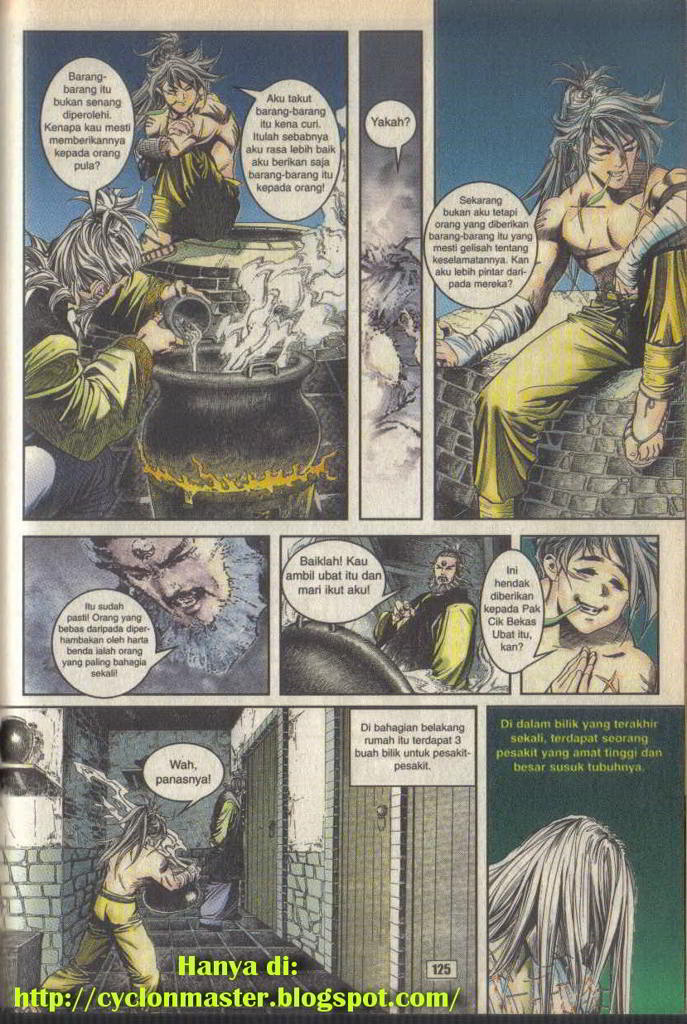 Barang-
barang itu
bukan senang
diperolehi.
Kenapa kau mesti
memberikannya
kepada orang
pula?
Aku takut
barang-barang
itu kena curi.
Itulah sebabnya
aku rasa lebih baik
aku berikan saja
barang-barang itu
kepada orang!
Yakah?
Sekarang
bukan aku tetapi
orang yang diberikan
barang-barang itu yang
mesti gelisah tentang
keselamatannya. Kan
aku lebih pintar dari-
pada mereka?
Itu sudah
pasti! Orang yang
bebas daripada diper-
hambakan oleh harta
benda ialah orang
yang paling bahagia
sekali!
Baiklah! Kau
ambil ubat itu dan
mari ikut aku!
Ini
hendak
diberikan
kepada Pak
Cik Bekas
Ubat itu,
kan?
Wah,
panasnya!
Di bahagian belakang
rumah itu terdapat 3
buah bilik untuk pesakit-
pesakit.
Di dalam bilik yang terakhir
sekali, terdapat seorang
pesakit yang amat tinggi dan
besar susuk tubuhnya.
125
Hanya di:
http://cyclonmaster.blogspot.com/